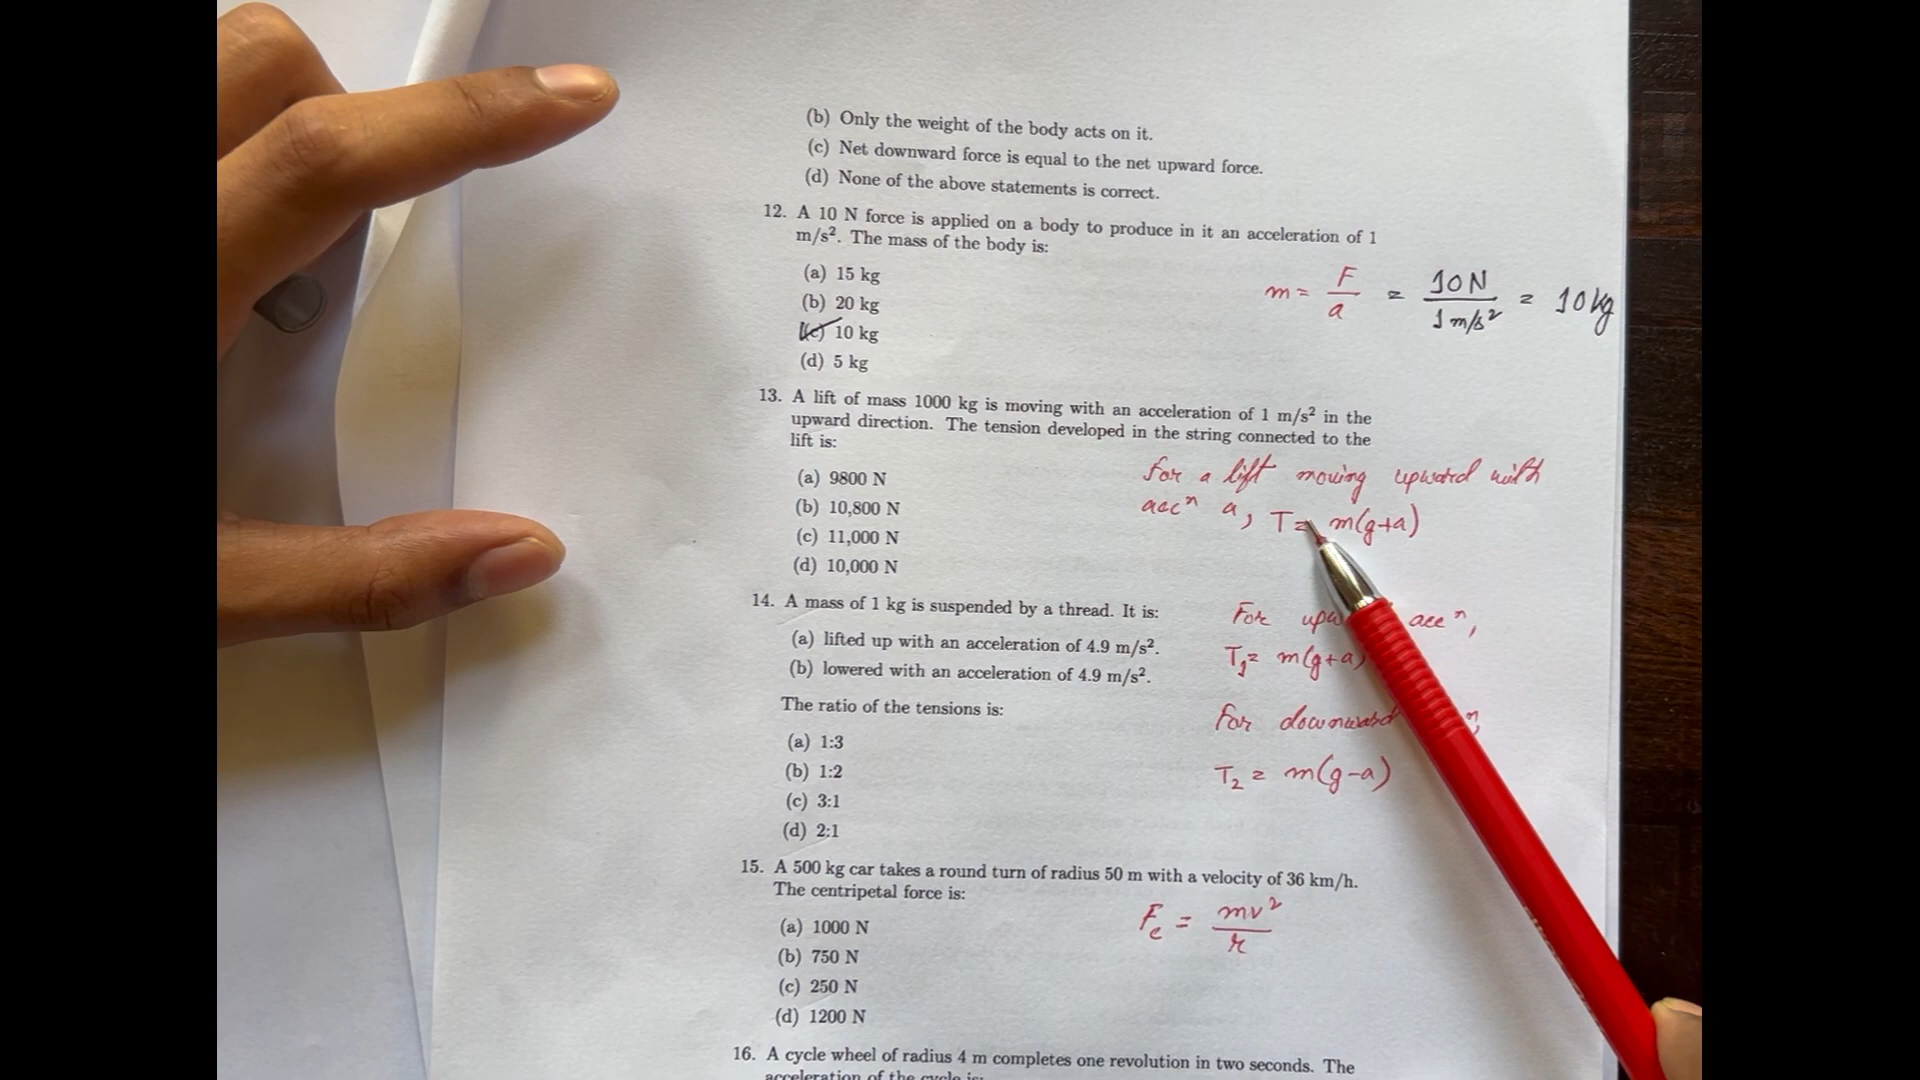 (b) Only the weight of the body acts on it.
(c) Net downward force is equal to the net upward force.
(d) None of the above statements is correct.
12. A 10 N force is applied on a body to produce in it an acceleration of 1
m/s². The mass of the body is:
(a) 15 kg
(b) 20 kg
(c) 10 kg
(d) 5 kg
m = F/a = 10N / 1 m/s² = 10 kg
13. A lift of mass 1000 kg is moving with an acceleration of 1 m/s² in the
upward direction. The tension developed in the string connected to the
lift is:
(a) 9800 N
(b) 10,800 N
(c) 11,000 N
(d) 10,000 N
For a lift moving upward with
accⁿ a, T = m(g+a)
14. A mass of 1 kg is suspended by a thread. It is:
(a) lifted up with an acceleration of 4.9 m/s².
(b) lowered with an acceleration of 4.9 m/s².
The ratio of the tensions is:
(a) 1:3
(b) 1:2
(c) 3:1
(d) 2:1
For accⁿ,
T₁ = m(g+a)
For downward
T₂ = m(g-a)
15. A 500 kg car takes a round turn of radius 50 m with a velocity of 36 km/h.
The centripetal force is:
(a) 1000 N
(b) 750 N
(c) 250 N
(d) 1200 N
Fc = mv²/r
16. A cycle wheel of radius 4 m completes one revolution in two seconds. The
acceleration of the cycle is: